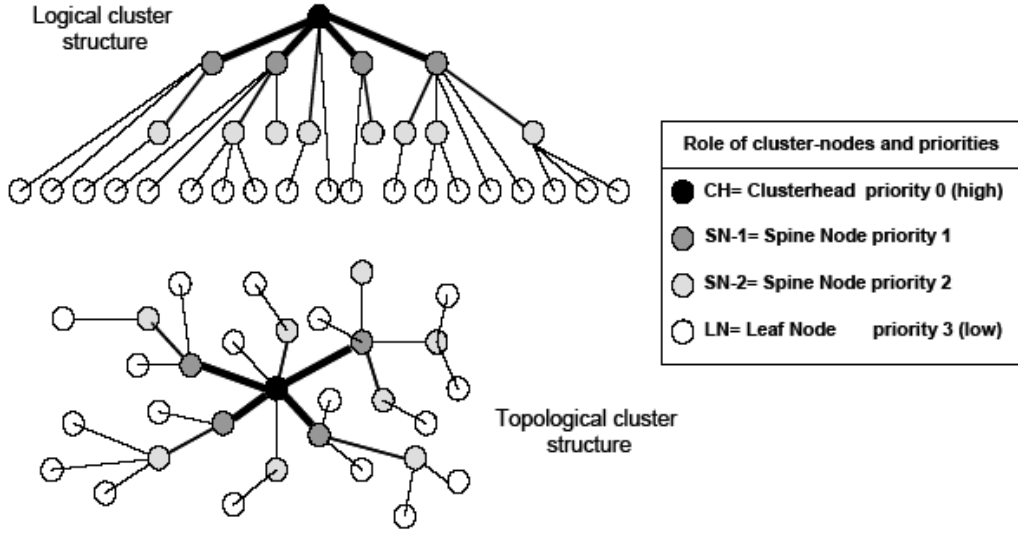 Logical cluster
structure
Role of cluster-nodes and priorities
CH= Clusterhead priority 0 (high)
SN-1= Spine Node priority 1
SN-2= Spine Node priority 2
LN= Leaf Node priority 3 (low)
Topological cluster
structure